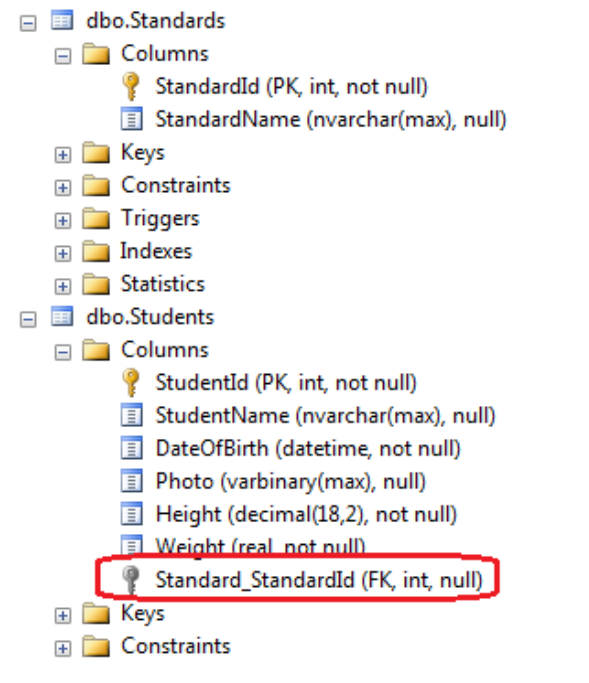 dbo.Standards
Columns
StandardId (PK, int, not null)
StandardName (nvarchar(max), null)
Keys
Constraints
Triggers
Indexes
Statistics
dbo.Students
Columns
StudentId (PK, int, not null)
StudentName (nvarchar(max), null)
DateOfBirth (datetime, not null)
Photo (varbinary(max), null)
Height (decimal(18,2), not null)
Weight (real, not null)
Standard_StandardId (FK, int, null)
Keys
Constraints